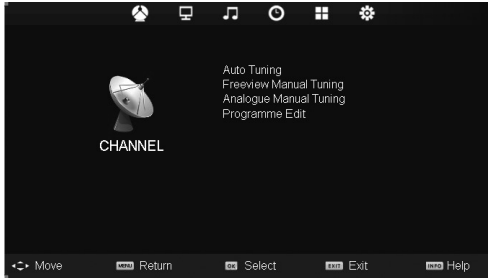 Auto Tuning
Freeview Manual Tuning
Analogue Manual Tuning
Programme Edit
CHANNEL
Move MENU Return OK Select EXIT Exit INFO Help